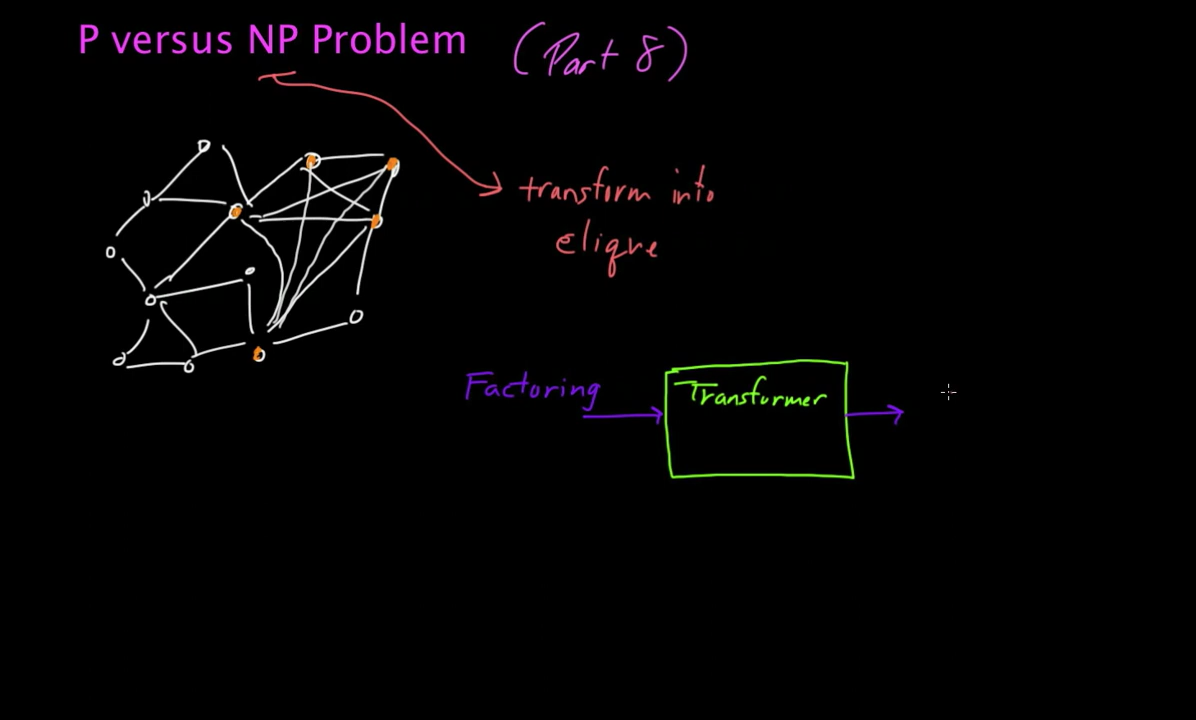 P versus NP Problem (Part 8)
transform into
clique
Factoring
Transformer